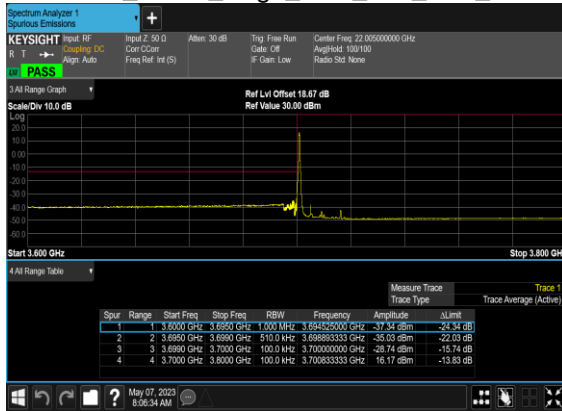 Spectrum Analyzer 1
Spurious Emissions
+
KEYSIGHT Input: RF Input Z: 50 Ω Atten: 30 dB Trig: Free Run Center Freq: 22.005000000 GHz
R T Coupling: DC Corr CCorr Gate: Off Avg|Hold: 100/100
Align: Auto Freq Ref: Int (S) IF Gain: Low Radio Std: None
PASS
3 All Range Graph
Ref Lvl Offset 18.67 dB
Scale/Div 10.0 dB Ref Value 30.00 dBm
Log
20.0
10.0
0.00
-10.0
-20.0
-30.0
-40.0
-50.0
-60.0
Start 3.600 GHz Stop 3.800 GH
4 All Range Table
Measure Trace Trace 1
Trace Type Trace Average (Active)
Spur Range Start Freq Stop Freq RBW Frequency Amplitude ΔLimit
1 1 3.6000 GHz 3.6950 GHz 1.000 MHz 3.694525000 GHz -37.34 dBm -24.34 dB
2 2 3.6950 GHz 3.6990 GHz 510.0 kHz 3.698893333 GHz -35.03 dBm -22.03 dB
3 3 3.6990 GHz 3.7000 GHz 100.0 kHz 3.700000000 GHz -28.74 dBm -15.74 dB
4 4 3.7000 GHz 3.8000 GHz 100.0 kHz 3.700833333 GHz 16.17 dBm -13.83 dB
? May 07, 2023
8:06:34 AM